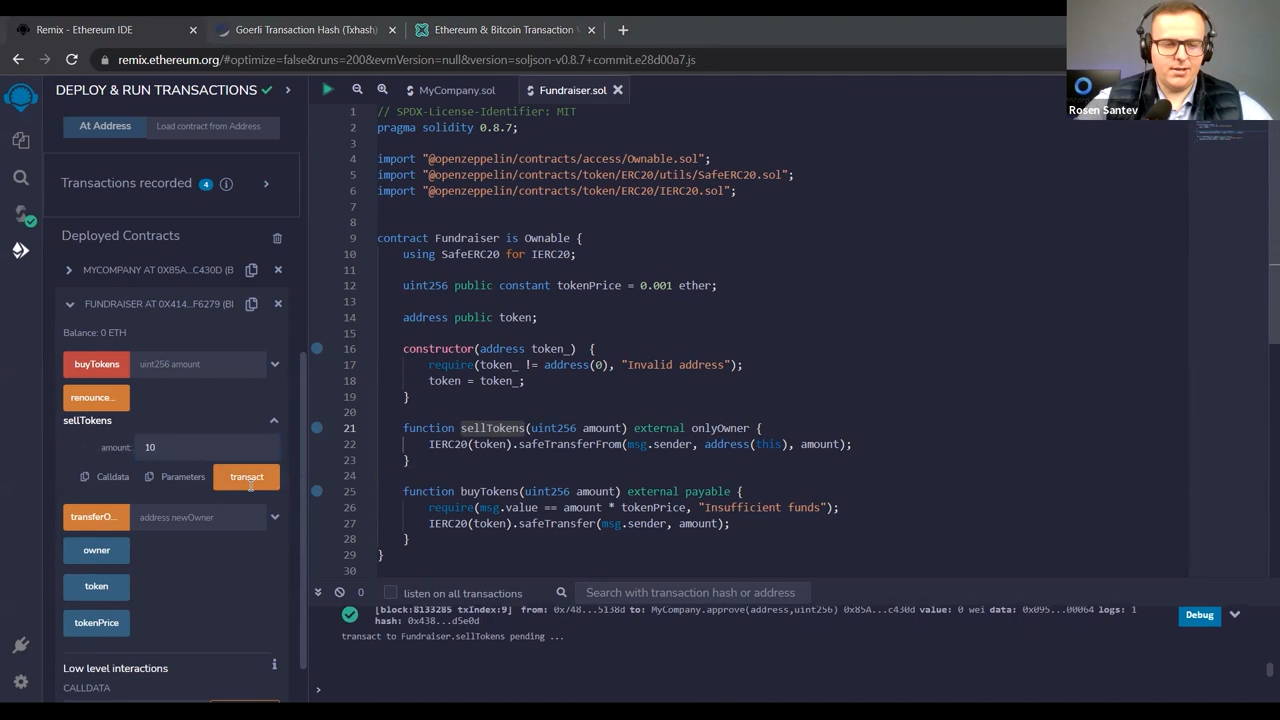 Remix - Ethereum IDE
Goerli Transaction Hash (Txhash)
Ethereum & Bitcoin Transaction
remix.ethereum.org/#optimize=false&runs=200&evmVersion=null&version=soljson-v0.8.7+commit.e28d00a7.js
Rosen Santev
DEPLOY & RUN TRANSACTIONS
At Address
Load contract from Address
Transactions recorded
4
Deployed Contracts
MYCOMPANY AT 0X85A...C430D (B
FUNDRAISER AT 0X414...F6279 (BI
Balance: 0 ETH
buyTokens
uint256 amount
renounce...
sellTokens
amount:
10
Calldata
Parameters
transact
transferO...
address newOwner
owner
token
tokenPrice
Low level interactions
CALLDATA
MyCompany.sol
Fundraiser.sol
1 // SPDX-License-Identifier: MIT
2 pragma solidity 0.8.7;
3
4 import "@openzeppelin/contracts/access/Ownable.sol";
5 import "@openzeppelin/contracts/token/ERC20/utils/SafeERC20.sol";
6 import "@openzeppelin/contracts/token/ERC20/IERC20.sol";
7
8
9 contract Fundraiser is Ownable {
10 using SafeERC20 for IERC20;
11
12 uint256 public constant tokenPrice = 0.001 ether;
13
14 address public token;
15
16 constructor(address token_) {
17 require(token_ != address(0), "Invalid address");
18 token = token_;
19 }
20
21 function sellTokens(uint256 amount) external onlyOwner {
22 IERC20(token).safeTransferFrom(msg.sender, address(this), amount);
23 }
24
25 function buyTokens(uint256 amount) external payable {
26 require(msg.value == amount * tokenPrice, "Insufficient funds");
27 IERC20(token).safeTransfer(msg.sender, amount);
28 }
29 }
30
0
listen on all transactions
Search with transaction hash or address
[block:8133285 txIndex:9] from: 0x748...5138d to: MyCompany.approve(address,uint256) 0x85A...c430d value: 0 wei data: 0x095...00064 logs: 1
hash: 0x438...d5e0d
Debug
transact to Fundraiser.sellTokens pending ...